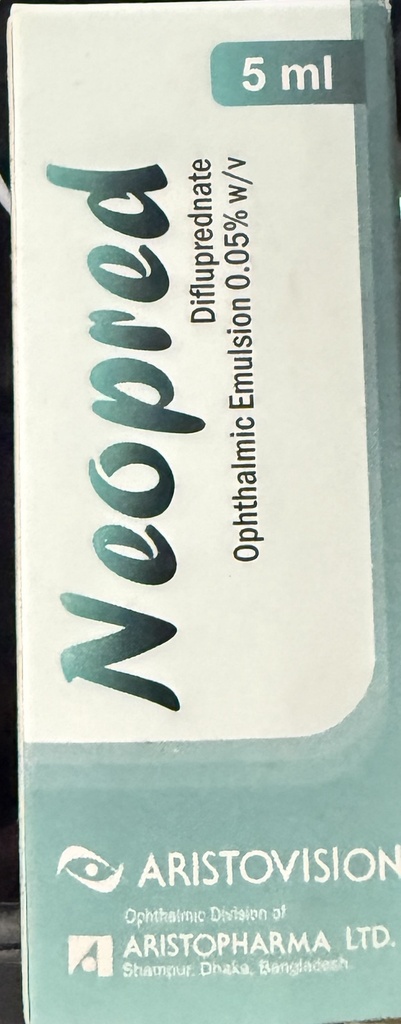 5 ml
Neopred
Difluprednate
Ophthalmic Emulsion 0.05% w/v
ARISTOVISION
Ophthalmic Division of
ARISTOPHARMA LTD.
Shampur, Dhaka, Bangladesh.